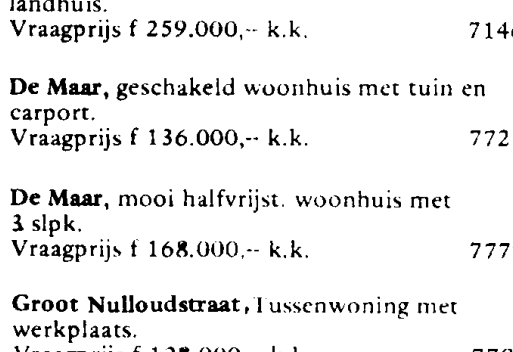 landhuis.
Vraagprijs f 259.000,-- k.k. 714
De Maar, geschakeld woonhuis met tuin en
carport.
Vraagprijs f 136.000,-- k.k. 772
De Maar, mooi halfvrijst. woonhuis met
3 slpk.
Vraagprijs f 168.000,-- k.k. 777
Groot Nulloudstraat, Tussenwoning met
werkplaats.